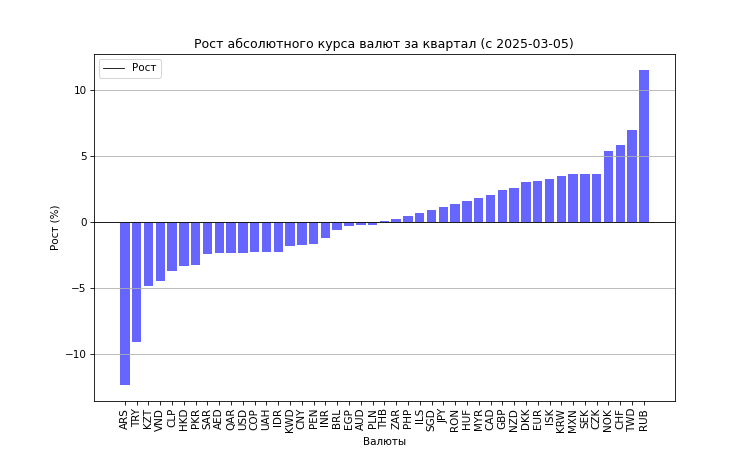 Рост абсолютного курса валют за квартал (с 2025-03-05)
Рост
Рост (%)
10
5
0
−5
−10
ARS TRY KZT VND CLP HKD PKR SAR AED QAR USD COP UAH IDR KWD CNY PEN INR BRL EGP AUD PLN THB ZAR PHP ILS SGD JPY RON HUF MYR CAD GBP NZD DKK EUR ISK KRW MXN SEK CZK NOK CHF TWD RUB
Валюты